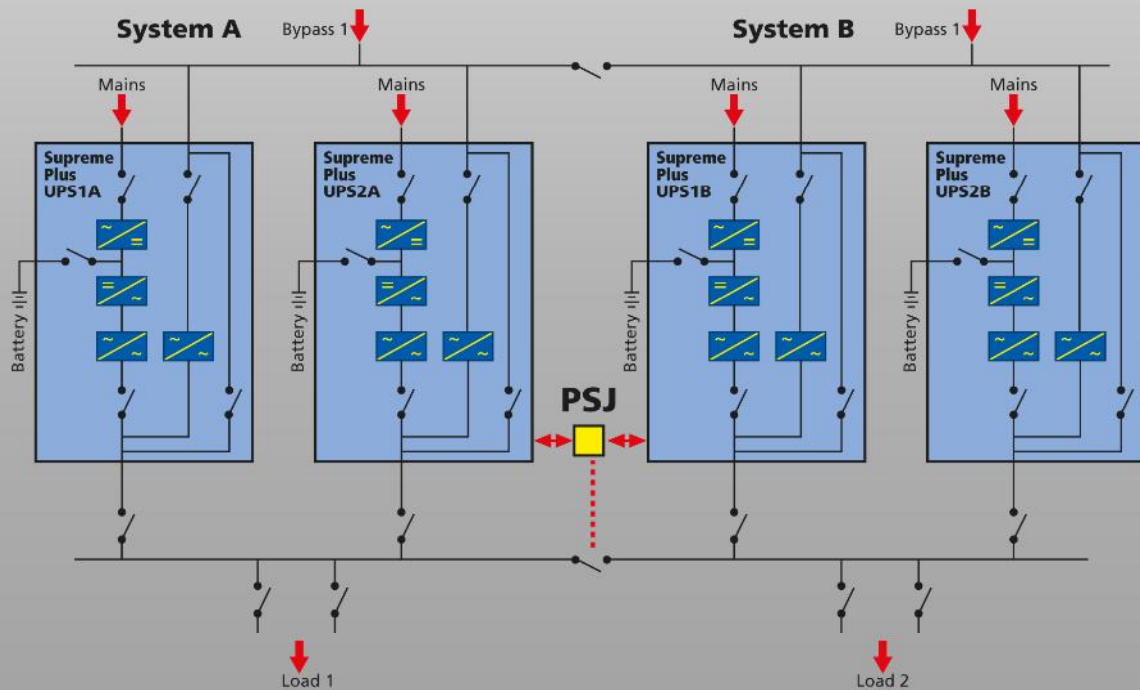 System A
Bypass 1
System B
Bypass 1
Mains
Mains
Mains
Mains
Supreme
Plus
UPS1A
Supreme
Plus
UPS2A
Supreme
Plus
UPS1B
Supreme
Plus
UPS2B
Battery
Battery
Battery
Battery
PSJ
Load 1
Load 2